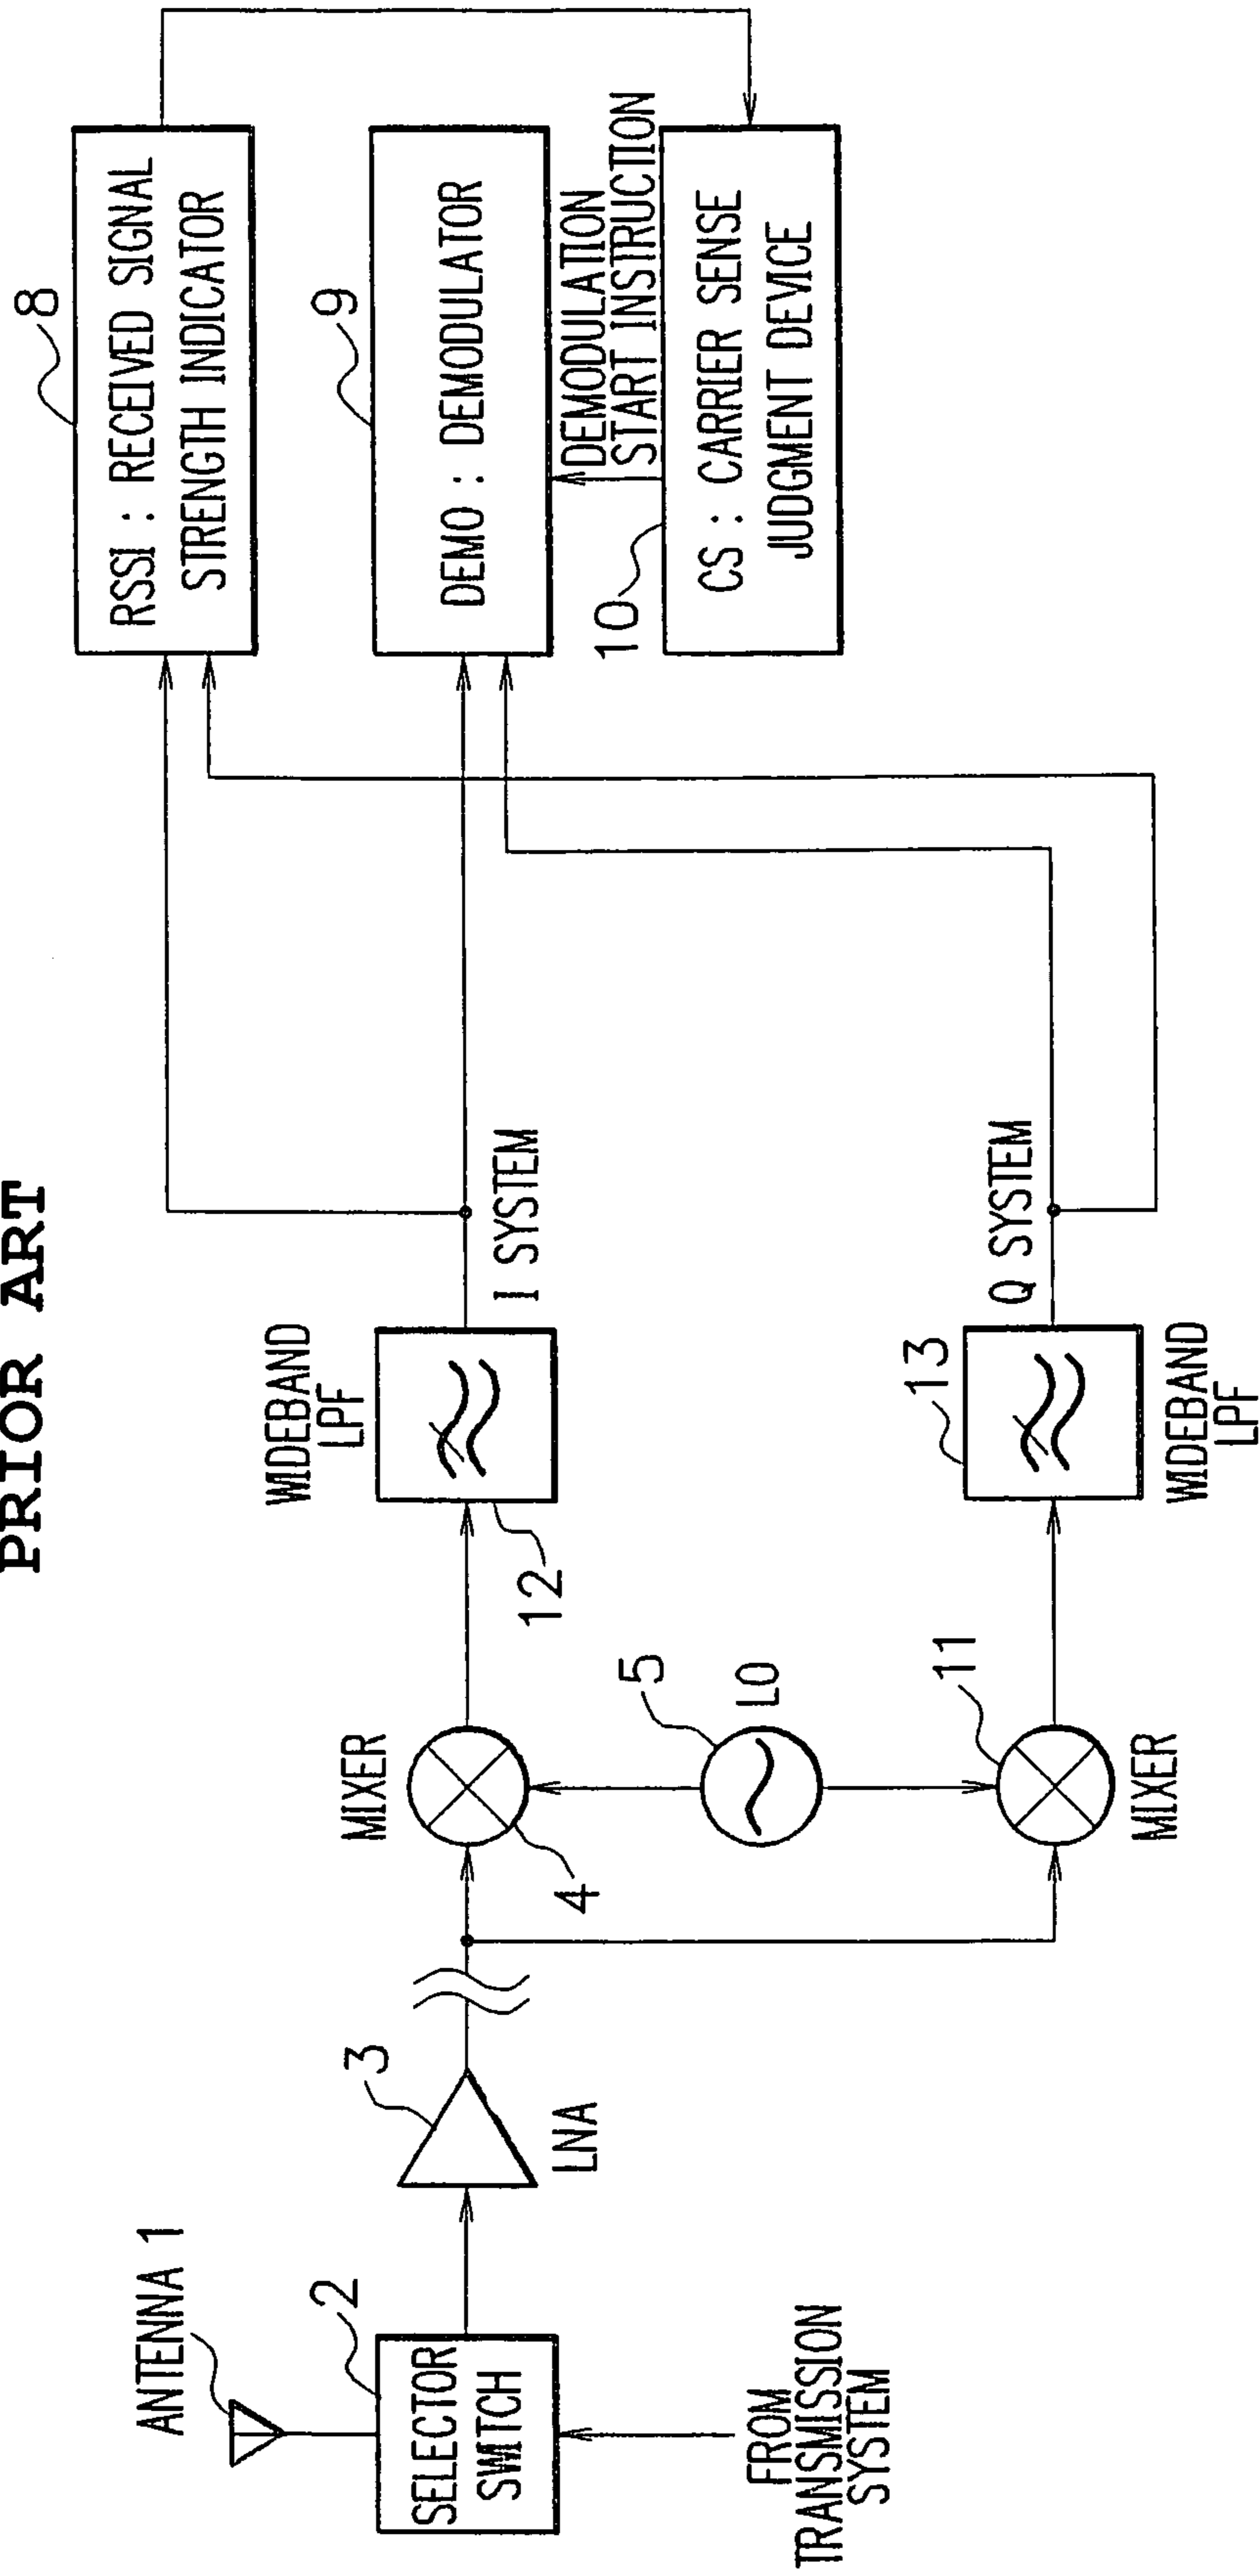 PRIOR ART
ANTENNA 1
2
SELECTOR
SWITCH
FROM
TRANSMISSION
SYSTEM
3
LNA
MIXER
4
5
LO
11
MIXER
WIDEBAND
LPF
12
I SYSTEM
13
WIDEBAND
LPF
Q SYSTEM
8
RSSI : RECEIVED SIGNAL
STRENGTH INDICATOR
9
DEMO : DEMODULATOR
DEMODULATION
START INSTRUCTION
10
CS : CARRIER SENSE
JUDGMENT DEVICE